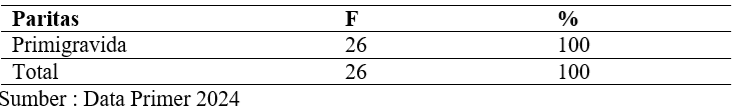 Paritas F %
Primigravida 26 100
Total 26 100
Sumber : Data Primer 2024